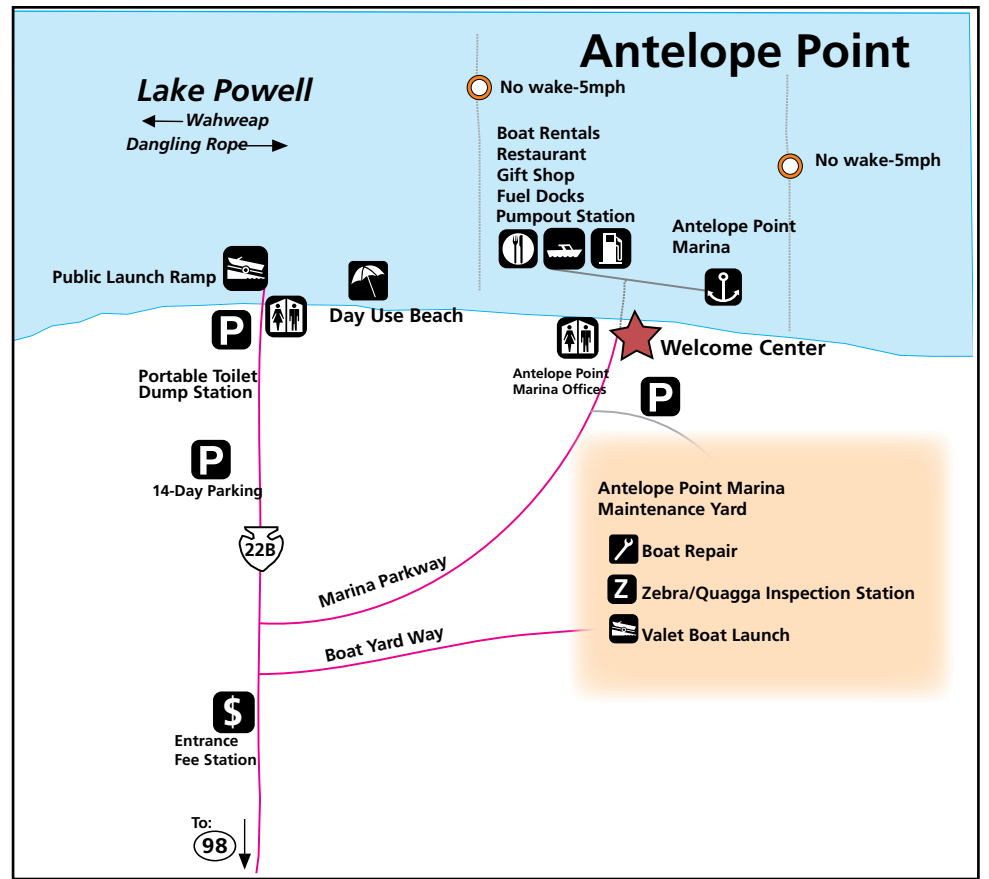 Antelope Point
Lake Powell
Wahweap
Dangling Rope
No wake-5mph
No wake-5mph
Boat Rentals
Restaurant
Gift Shop
Fuel Docks
Pumpout Station
Antelope Point
Marina
Public Launch Ramp
Day Use Beach
P
Portable Toilet
Dump Station
Welcome Center
Antelope Point
Marina Offices
P
P
14-Day Parking
22B
Marina Parkway
Boat Yard Way
Antelope Point Marina
Maintenance Yard
Boat Repair
Z Zebra/Quagga Inspection Station
Valet Boat Launch
$
Entrance
Fee Station
To:
98